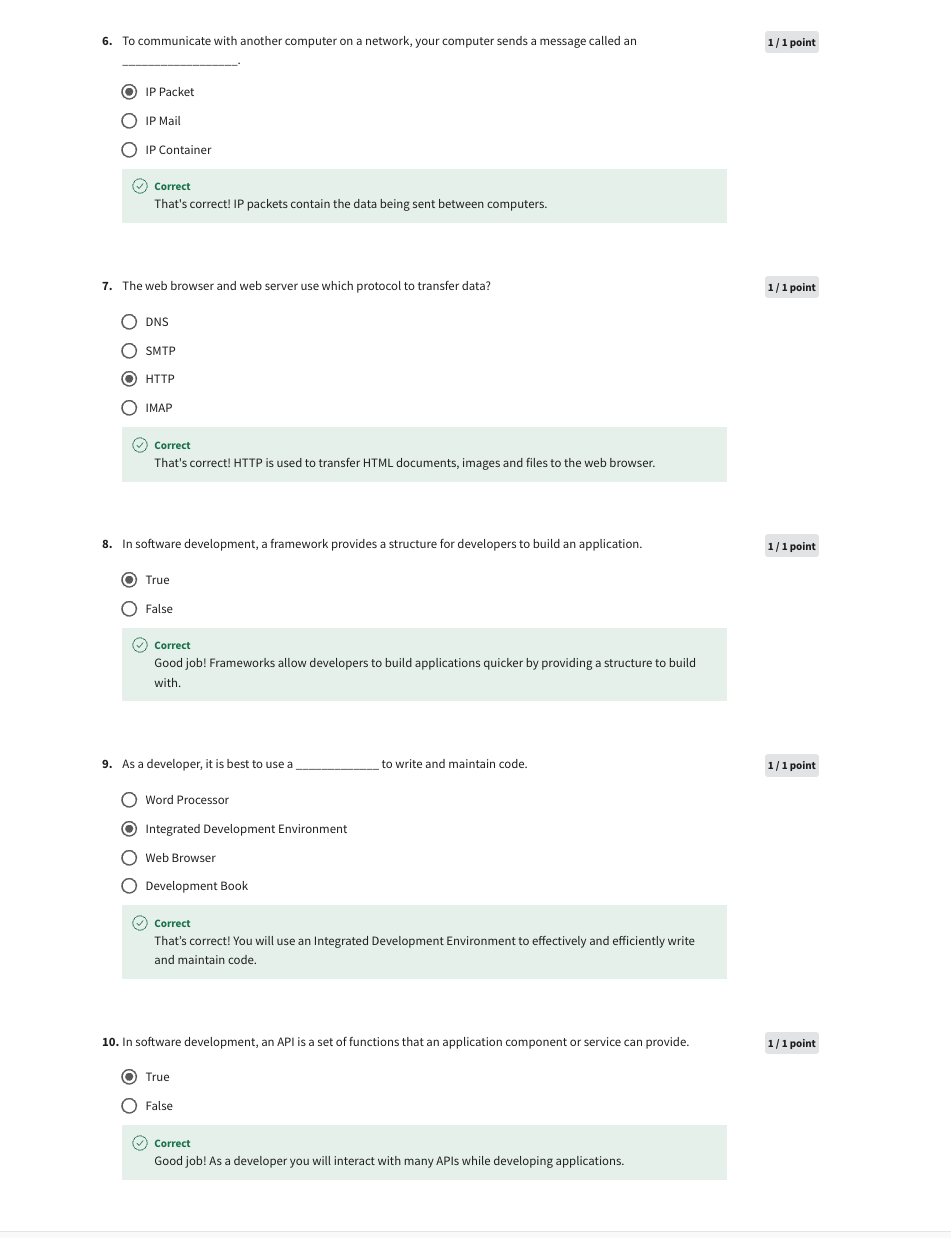 6. To communicate with another computer on a network, your computer sends a message called an
__________________.
1 / 1 point
IP Packet
IP Mail
IP Container
Correct
That's correct! IP packets contain the data being sent between computers.
7. The web browser and web server use which protocol to transfer data?
1 / 1 point
DNS
SMTP
HTTP
IMAP
Correct
That's correct! HTTP is used to transfer HTML documents, images and files to the web browser.
8. In software development, a framework provides a structure for developers to build an application.
1 / 1 point
True
False
Correct
Good job! Frameworks allow developers to build applications quicker by providing a structure to build
with.
9. As a developer, it is best to use a _____________ to write and maintain code.
1 / 1 point
Word Processor
Integrated Development Environment
Web Browser
Development Book
Correct
That’s correct! You will use an Integrated Development Environment to effectively and efficiently write
and maintain code.
10. In software development, an API is a set of functions that an application component or service can provide.
1 / 1 point
True
False
Correct
Good job! As a developer you will interact with many APIs while developing applications.